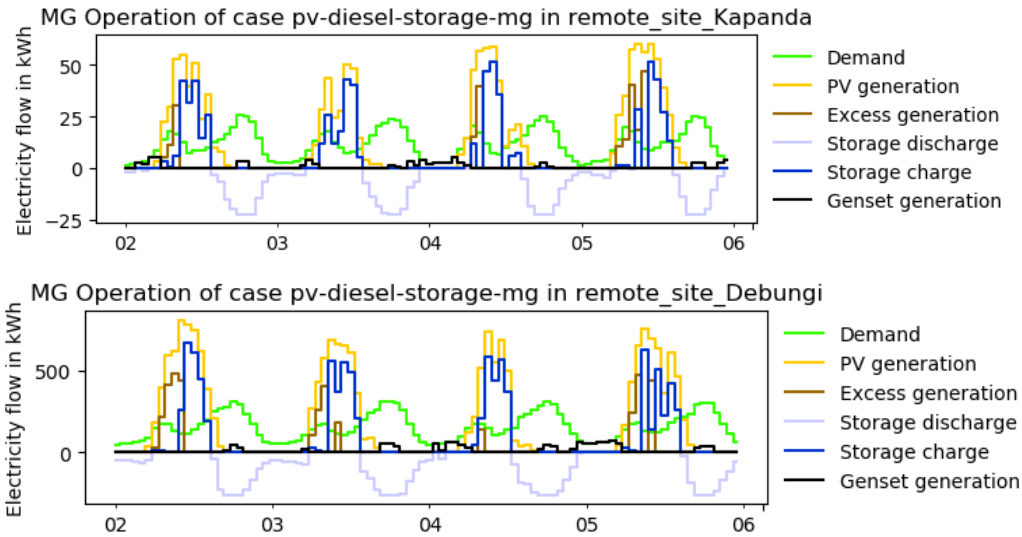 MG Operation of case pv-diesel-storage-mg in remote_site_Kapanda
Electricity flow in kWh
50
25
0
−25
02 03 04 05 06
Demand
PV generation
Excess generation
Storage discharge
Storage charge
Genset generation
MG Operation of case pv-diesel-storage-mg in remote_site_Debungi
Electricity flow in kWh
500
0
02 03 04 05 06
Demand
PV generation
Excess generation
Storage discharge
Storage charge
Genset generation